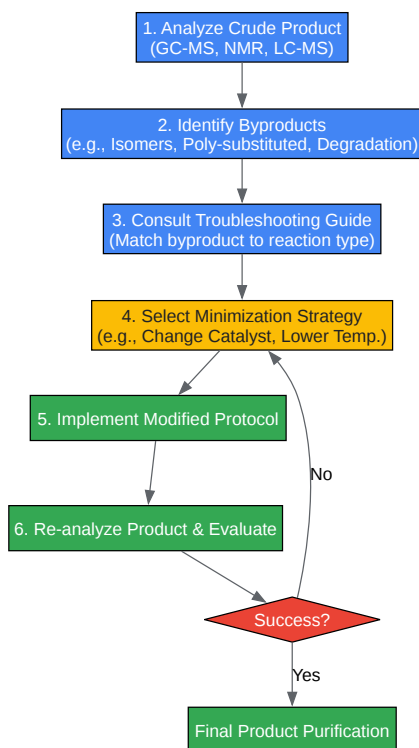 1. Analyze Crude Product
(GC-MS, NMR, LC-MS)
2. Identify Byproducts
(e.g., Isomers, Poly-substituted, Degradation)
3. Consult Troubleshooting Guide
(Match byproduct to reaction type)
4. Select Minimization Strategy
(e.g., Change Catalyst, Lower Temp.)
5. Implement Modified Protocol
No
6. Re-analyze Product & Evaluate
Success?
Yes
Final Product Purification